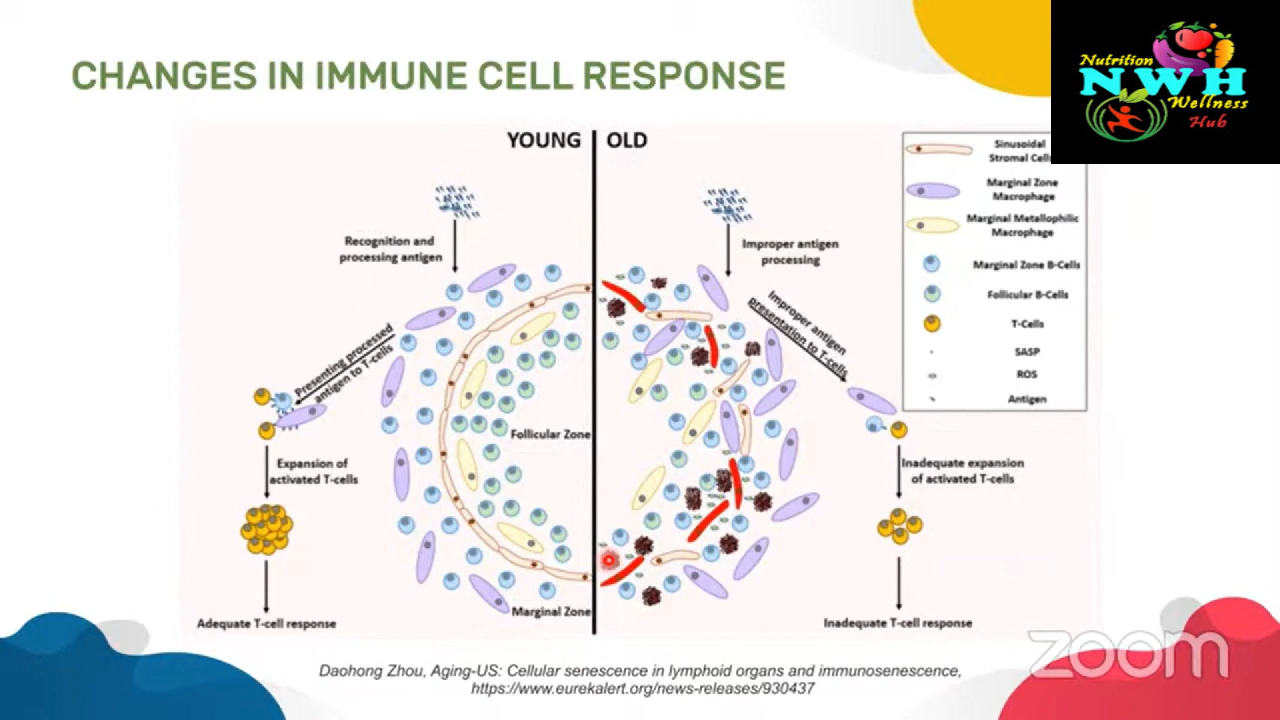 CHANGES IN IMMUNE CELL RESPONSE
Nutrition
NWH
Wellness
Hub
YOUNG
OLD
Recognition and
processing antigen
Presenting processed
antigen to T-cells
Expansion of
activated T-cells
Adequate T-cell response
Follicular Zone
Marginal Zone
Improper antigen
processing
Improper antigen
presentation to T-cells
Inadequate expansion
of activated T-cells
Inadequate T-cell response
Sinusoidal
Stromal Cells
Marginal Zone
Macrophage
Marginal Metallophilic
Macrophage
Marginal Zone B-Cells
Follicular B-Cells
T-Cells
SASP
ROS
Antigen
Daohong Zhou, Aging-US: Cellular senescence in lymphoid organs and immunosenescence,
https://www.eurekalert.org/news-releases/930437
zoom